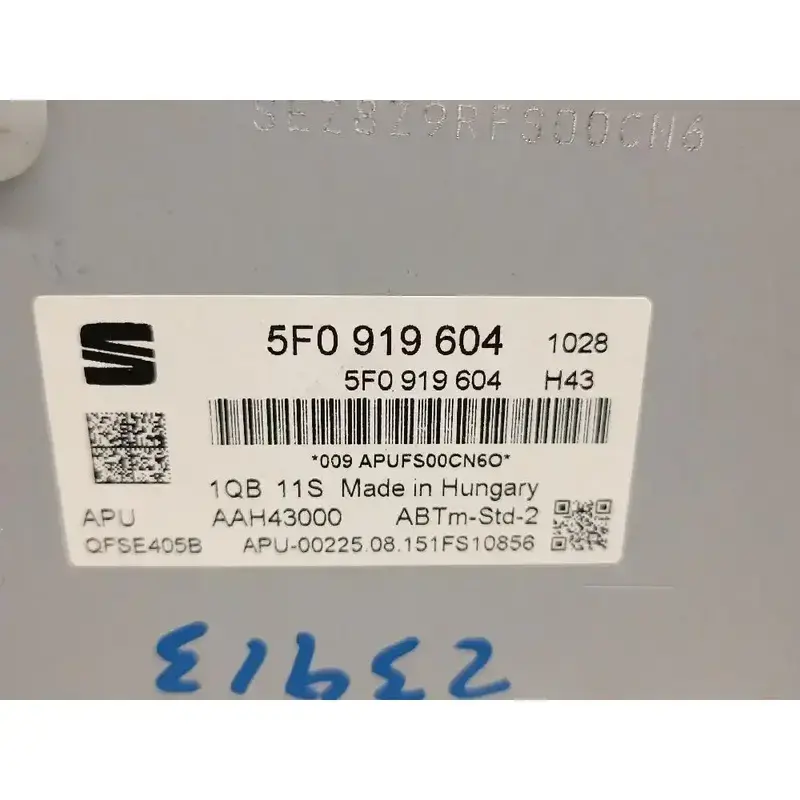 SEZ8Z9RFS00CN6
5F0 919 604 1028
5F0 919 604 H43
*009 APUFS00CN6O*
1QB 11S Made in Hungary
APU AAH43000 ABTm-Std-2
QFSE405B APU-00225.08.151FS10856
23913